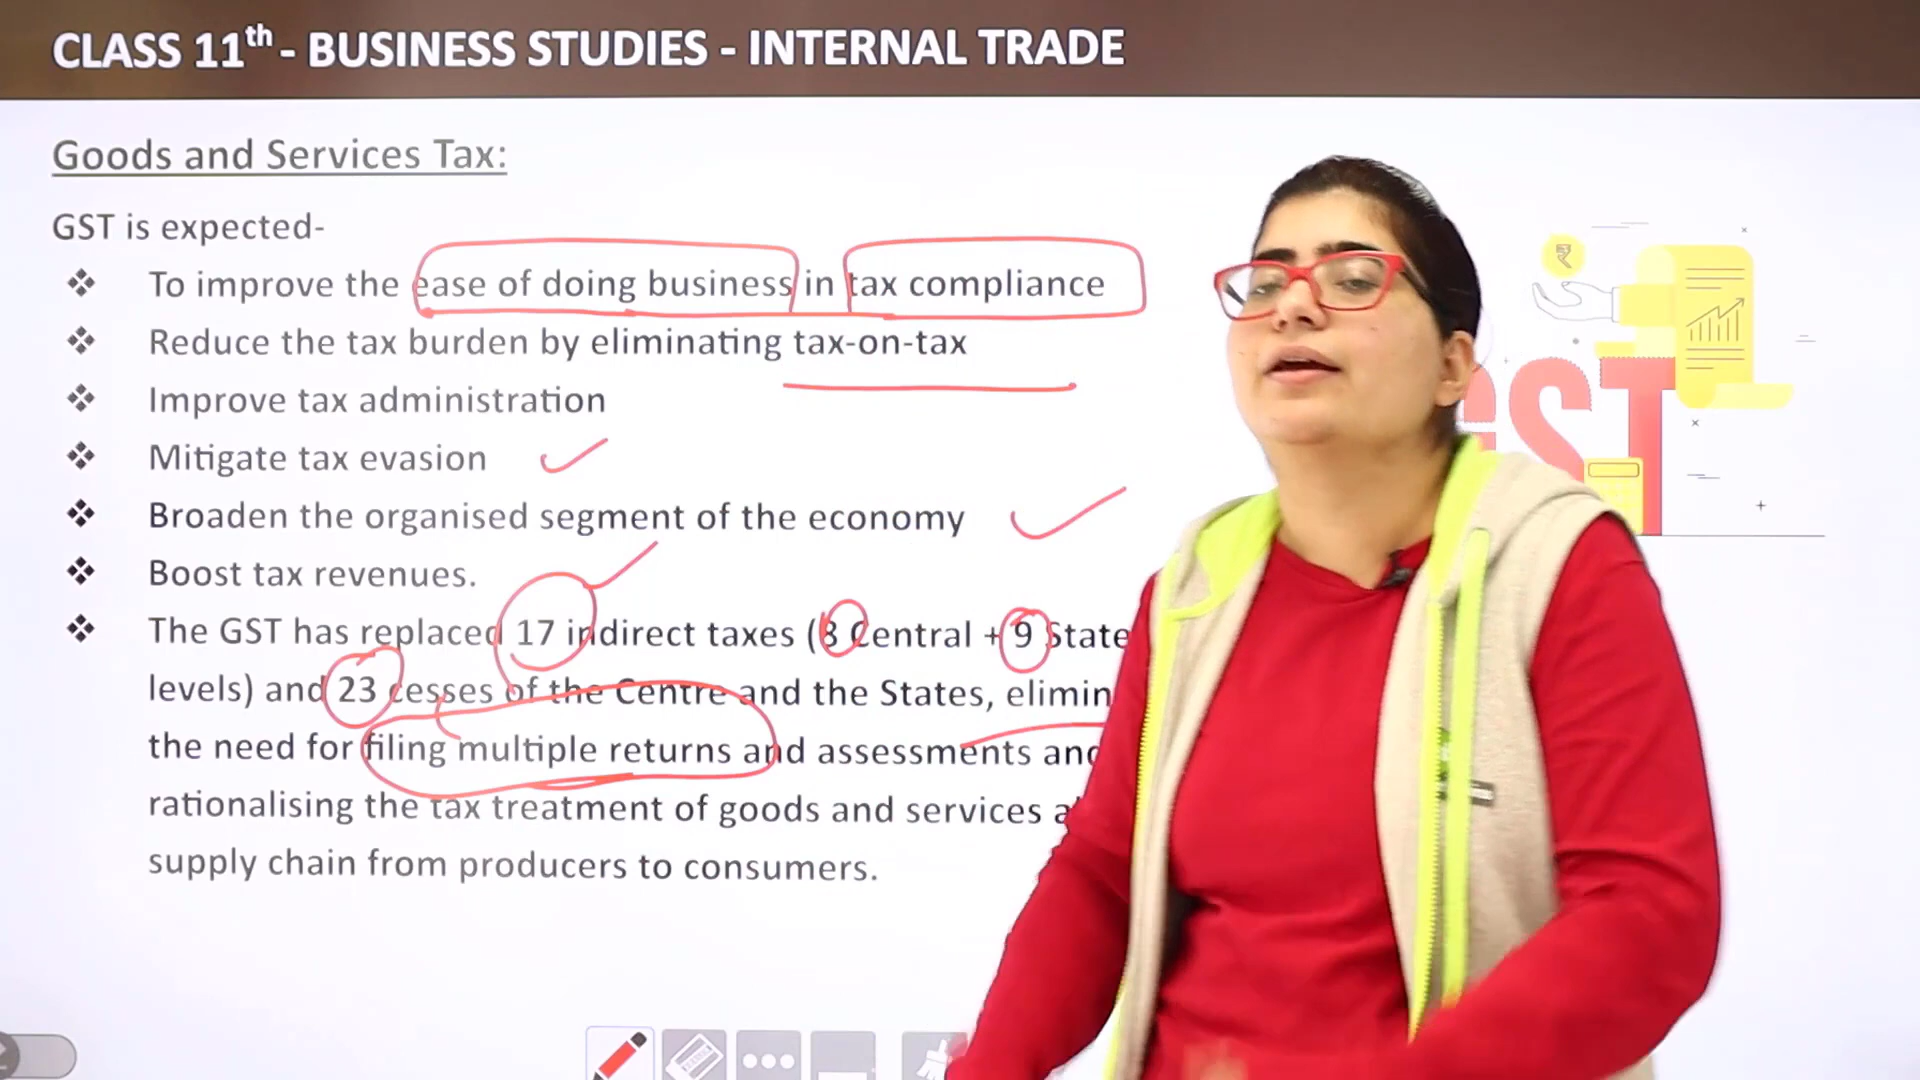 CLASS 11th - BUSINESS STUDIES - INTERNAL TRADE
Goods and Services Tax:
GST is expected-
❖ To improve the ease of doing business in tax compliance
❖ Reduce the tax burden by eliminating tax-on-tax
❖ Improve tax administration
❖ Mitigate tax evasion
❖ Broaden the organised segment of the economy
❖ Boost tax revenues.
❖ The GST has replaced 17 indirect taxes (8 Central + 9 State
levels) and 23 cesses of the Centre and the States,
the need for filing multiple returns and assessments and
rationalising the tax treatment of goods and services
supply chain from producers to consumers.
GST